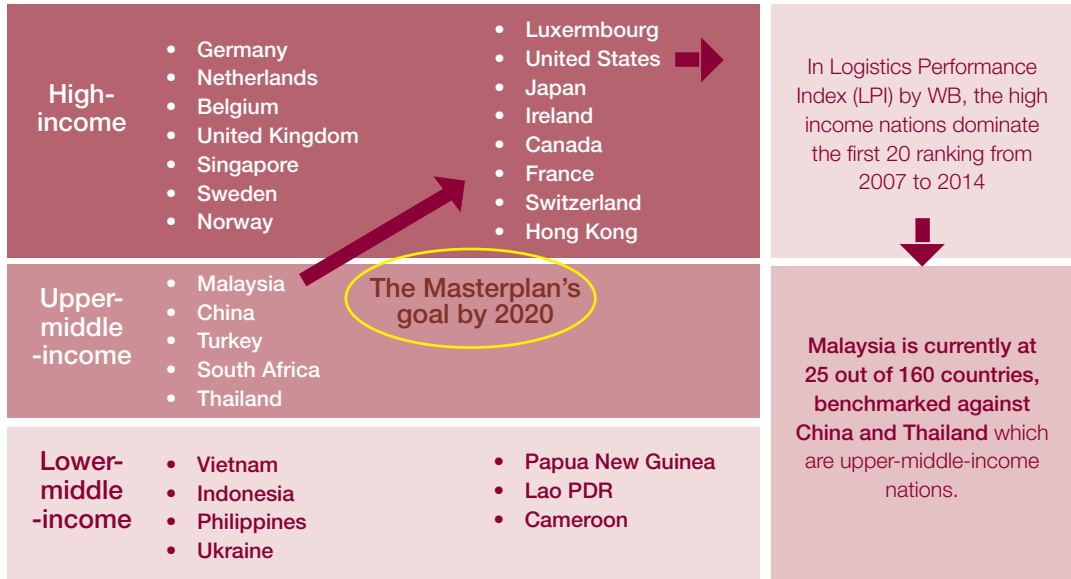 High-
income
• Germany
• Netherlands
• Belgium
• United Kingdom
• Singapore
• Sweden
• Norway
• Luxermbourg
• United States
• Japan
• Ireland
• Canada
• France
• Switzerland
• Hong Kong
Upper-
middle
-income
• Malaysia
• China
• Turkey
• South Africa
• Thailand
The Masterplan's
goal by 2020
Lower-
middle
-income
• Vietnam
• Indonesia
• Philippines
• Ukraine
• Papua New Guinea
• Lao PDR
• Cameroon
In Logistics Performance
Index (LPI) by WB, the high
income nations dominate
the first 20 ranking from
2007 to 2014
Malaysia is currently at
25 out of 160 countries,
benchmarked against
China and Thailand which
are upper-middle-income
nations.